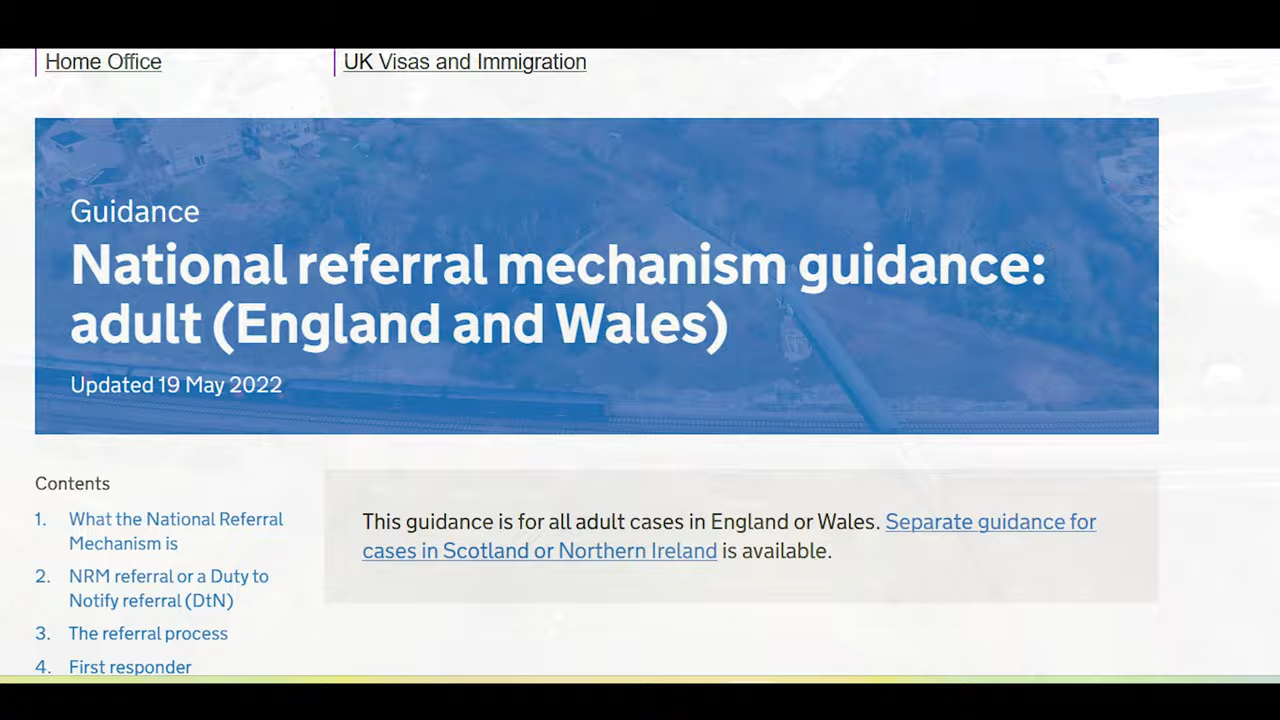 Home Office
UK Visas and Immigration
Guidance
National referral mechanism guidance:
adult (England and Wales)
Updated 19 May 2022
Contents
1. What the National Referral
Mechanism is
2. NRM referral or a Duty to
Notify referral (DtN)
3. The referral process
4. First responder
This guidance is for all adult cases in England or Wales. Separate guidance for
cases in Scotland or Northern Ireland is available.